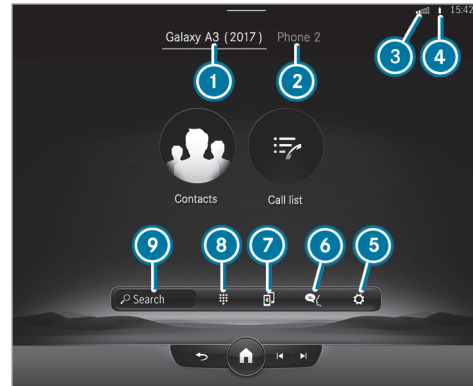 15:42
Galaxy A3 (2017) Phone 2
3 4
1 2
Contacts Call list
9 8 7 6 5
Search